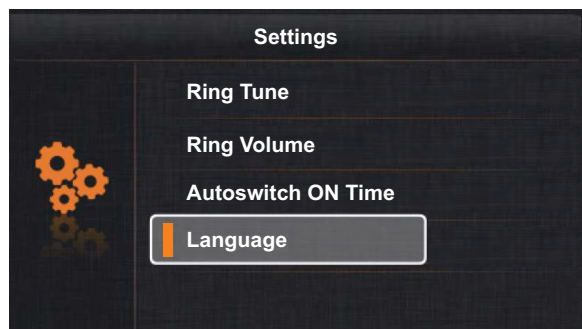 Settings
Ring Tune
Ring Volume
Autoswitch ON Time
Language